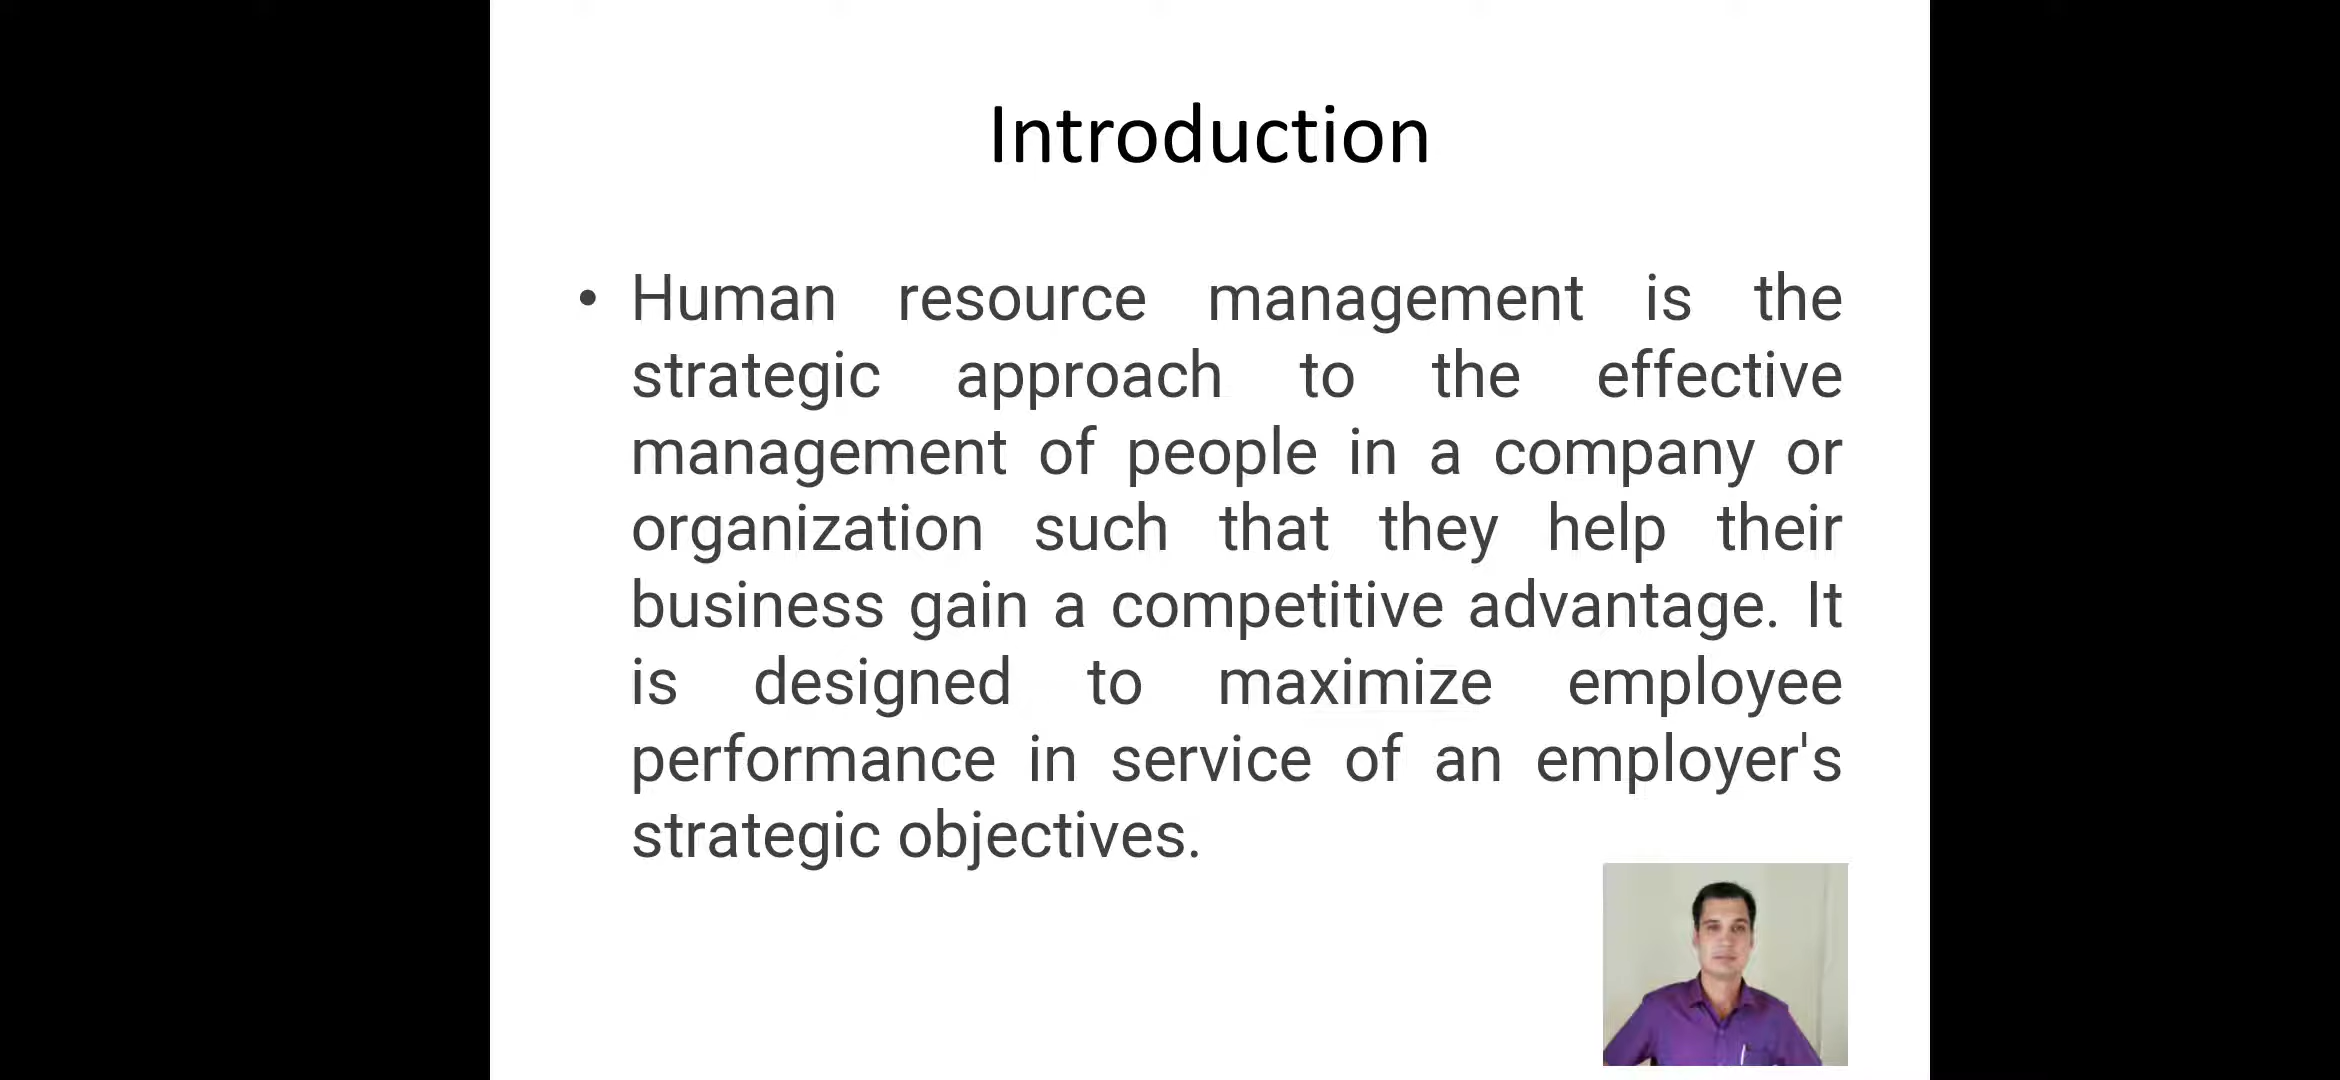 Introduction
• Human resource management is the
strategic approach to the effective
management of people in a company or
organization such that they help their
business gain a competitive advantage. It
is designed to maximize employee
performance in service of an employer's
strategic objectives.